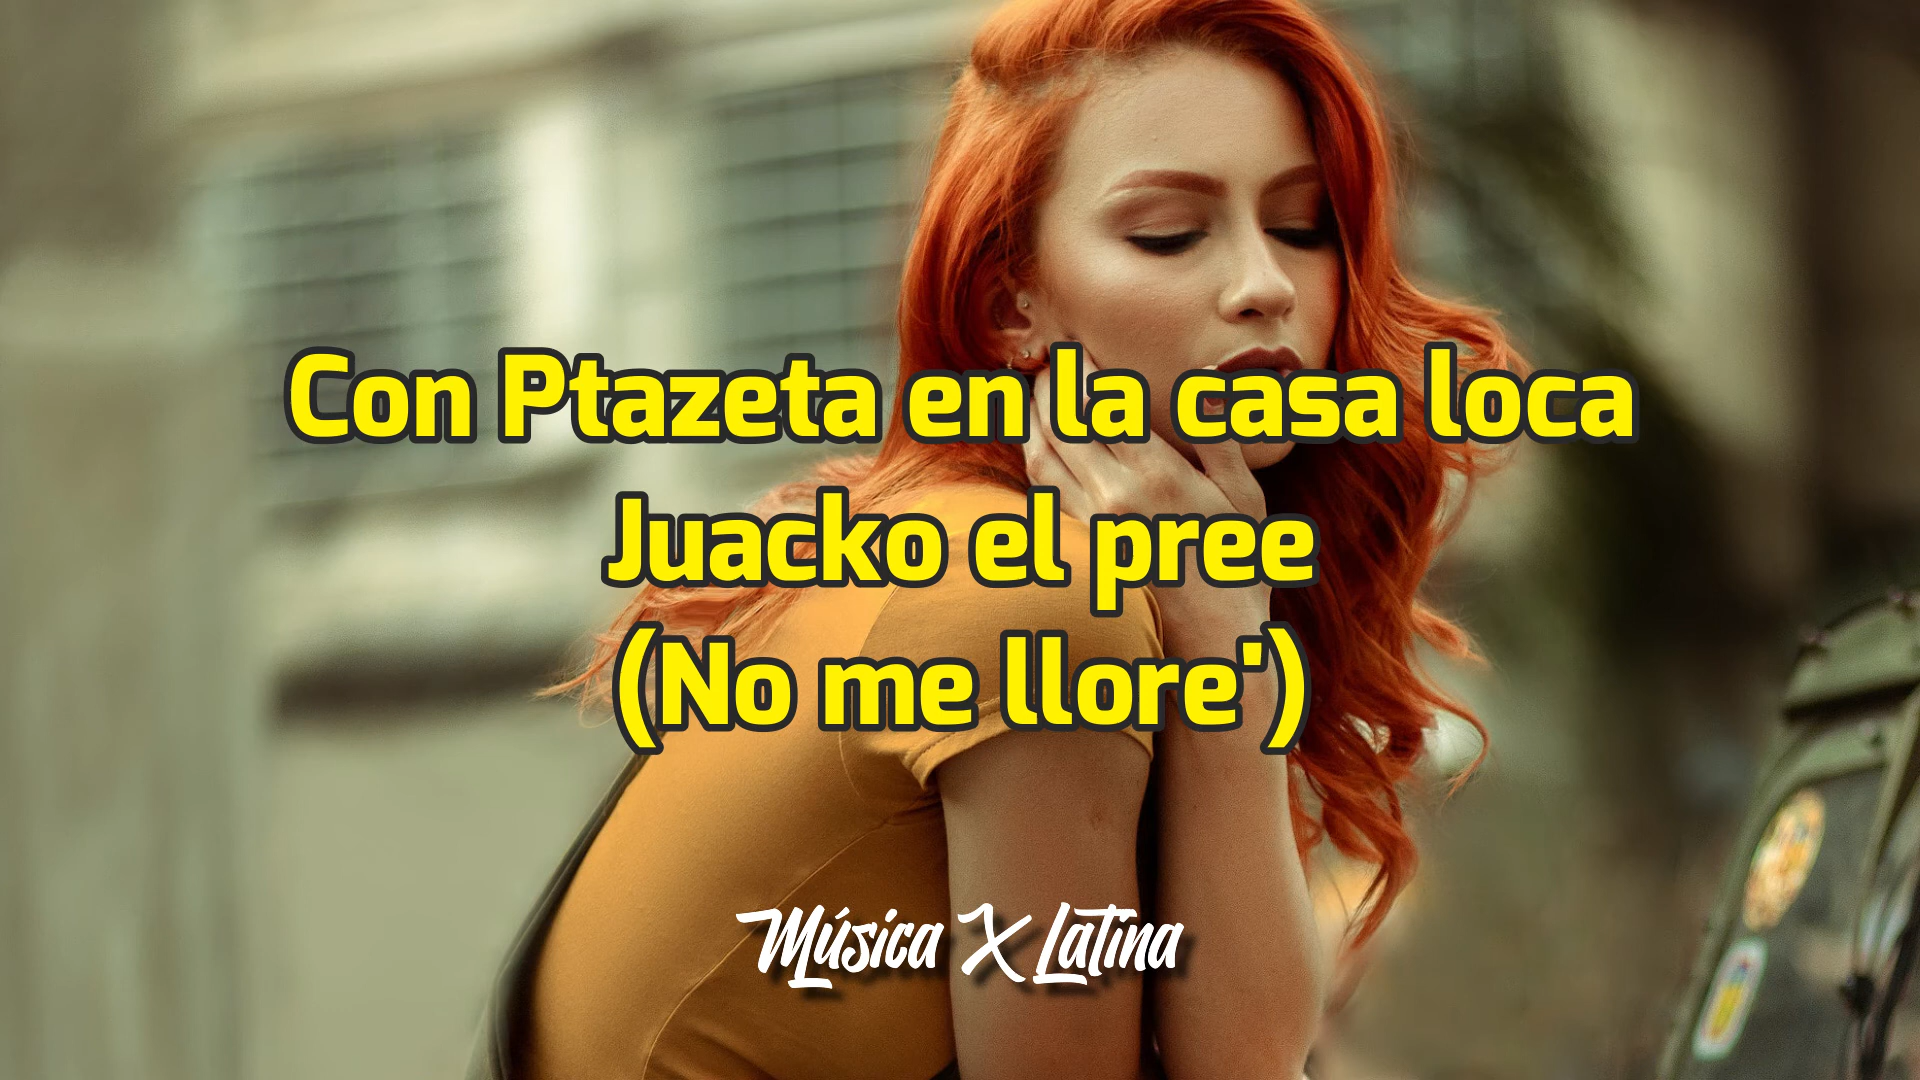 Con Ptazeta en la casa loca
Juacko el pree
(No me llore')
Música X Latina